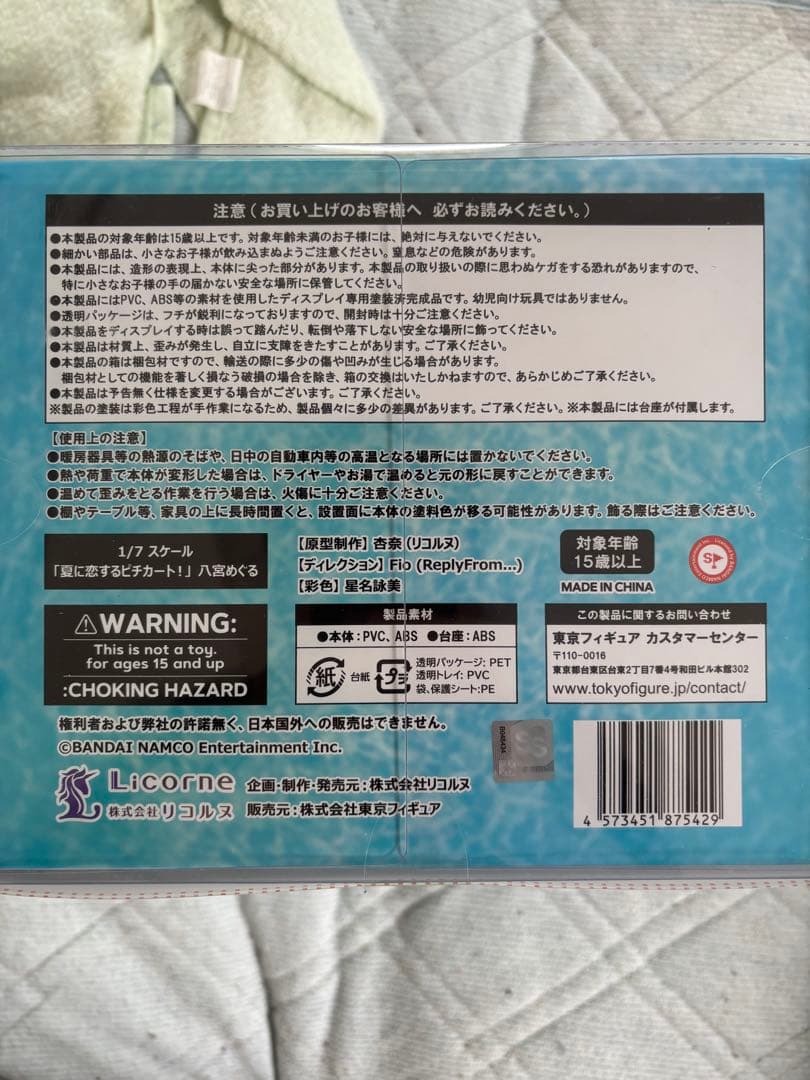 注意(お買い上げのお客様へ 必ずお読みください。)
●本製品の対象年齢は15歳以上です。対象年齢未満のお子様には、絶対に与えないでください。
●細かい部品は、小さなお子様が飲み込まぬようご注意ください。窒息などの危険があります。
●本製品には、造形の表現上、本体に尖った部分があります。本製品の取り扱いの際に思わぬケガをする恐れがありますので、
特に小さなお子様の手の届かない安全な場所に保管してください。
●本製品にはPVC、ABS等の素材を使用したディスプレイ専用塗装済完成品です。幼児向け玩具ではありません。
●透明パッケージは、フチが鋭利になっておりますので、開封時は十分ご注意ください。
●本製品をディスプレイする時は誤って踏んだり、転倒や落下しない安全な場所に飾ってください。
●本製品は材質上、歪みが発生し、自立に支障をきたすことがあります。ご了承ください。
●本製品の箱は梱包材ですので、輸送の際に多少の傷や凹みが生じる場合があります。
梱包材としての機能を著しく損なう破損の場合を除き、箱の交換はいたしかねますので、あらかじめご了承ください。
●本製品は予告無く仕様を変更する場合がございます。ご了承ください。
※製品の塗装は彩色工程が手作業になるため、製品個々に多少の差異があります。ご了承ください。※本製品には台座が付属します。
【使用上の注意】
●暖房器具等の熱源のそばや、日中の自動車内等の高温となる場所には置かないでください。
●熱や荷重で本体が変形した場合は、ドライヤーやお湯で温めると元の形に戻すことができます。
●温めて歪みをとる作業を行う場合は、火傷に十分ご注意ください。
●棚やテーブル等、家具の上に長時間置くと、設置面に本体の塗料色が移る可能性があります。飾る際はご注意ください。
1/7 スケール
「夏に恋するピチカート!」八宮めぐる
【原型制作】杏奈(リコルヌ)
【ディレクション】Fio (ReplyFrom...)
【彩色】星名詠美
対象年齢
15歳以上
MADE IN CHINA
⚠WARNING:
This is not a toy.
for ages 15 and up
:CHOKING HAZARD
製品素材
●本体:PVC、ABS ●台座:ABS
紙 台紙
プラ
透明パッケージ:PET
透明トレイ:PVC
袋、保護シート:PE
この製品に関するお問い合わせ
東京フィギュア カスタマーセンター
〒110-0016
東京都台東区台東2丁目7番4号和田ビル本館302
www.tokyofigure.jp/contact/
権利者および弊社の許諾無く、日本国外への販売はできません。
©BANDAI NAMCO Entertainment Inc.
Licorne
株式会社リコルヌ
企画・制作・発売元:株式会社リコルヌ
販売元:株式会社東京フィギュア
4 573451 875429